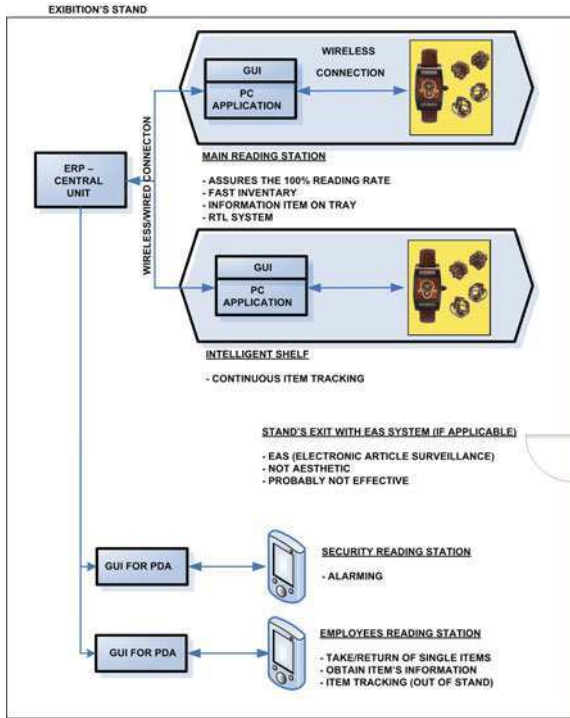 EXIBITION'S STAND
WIRELESS
CONNECTION
GUI
PC
APPLICATION
ERP –
CENTRAL
UNIT
WIRELESS/WIRED CONNECTON
MAIN READING STATION
- ASSURES THE 100% READING RATE
- FAST INVENTORY
- INFORMATION ITEM ON TRAY
- RTL SYSTEM
GUI
PC
APPLICATION
INTELLIGENT SHELF
- CONTINUOUS ITEM TRACKING
STAND'S EXIT WITH EAS SYSTEM (IF APPLICABLE)
- EAS (ELECTRONIC ARTICLE SURVEILLANCE)
- NOT AESTHETIC
- PROBABLY NOT EFFECTIVE
GUI FOR PDA
SECURITY READING STATION
- ALARMING
GUI FOR PDA
EMPLOYEES READING STATION
- TAKE/RETURN OF SINGLE ITEMS
- OBTAIN ITEM'S INFORMATION
- ITEM TRACKING (OUT OF STAND)